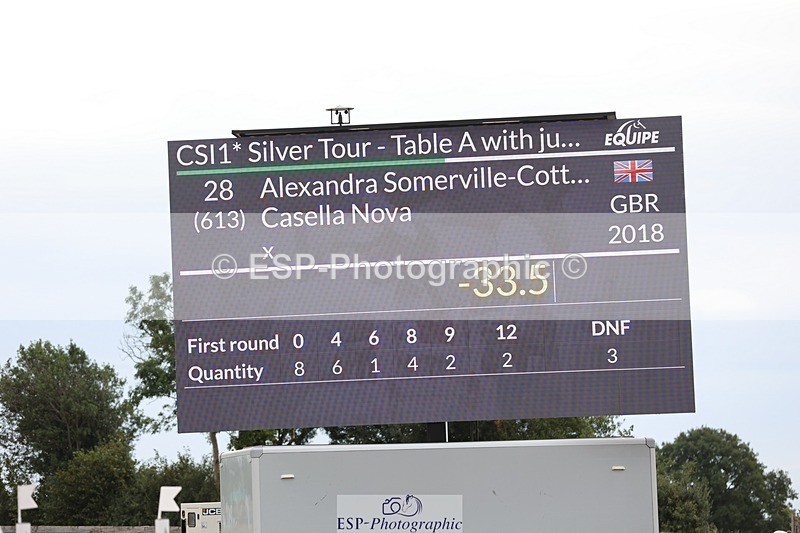 CSI1* Silver Tour - Table A with ju... EQUIPE
28 Alexandra Somerville-Cott...
(613) Casella Nova GBR
x 2018
© ESP-Photographic ©
-33.5
First round 0 4 6 8 9 12 DNF
Quantity 8 6 1 4 2 2 3
JCB
ESP-Photographic